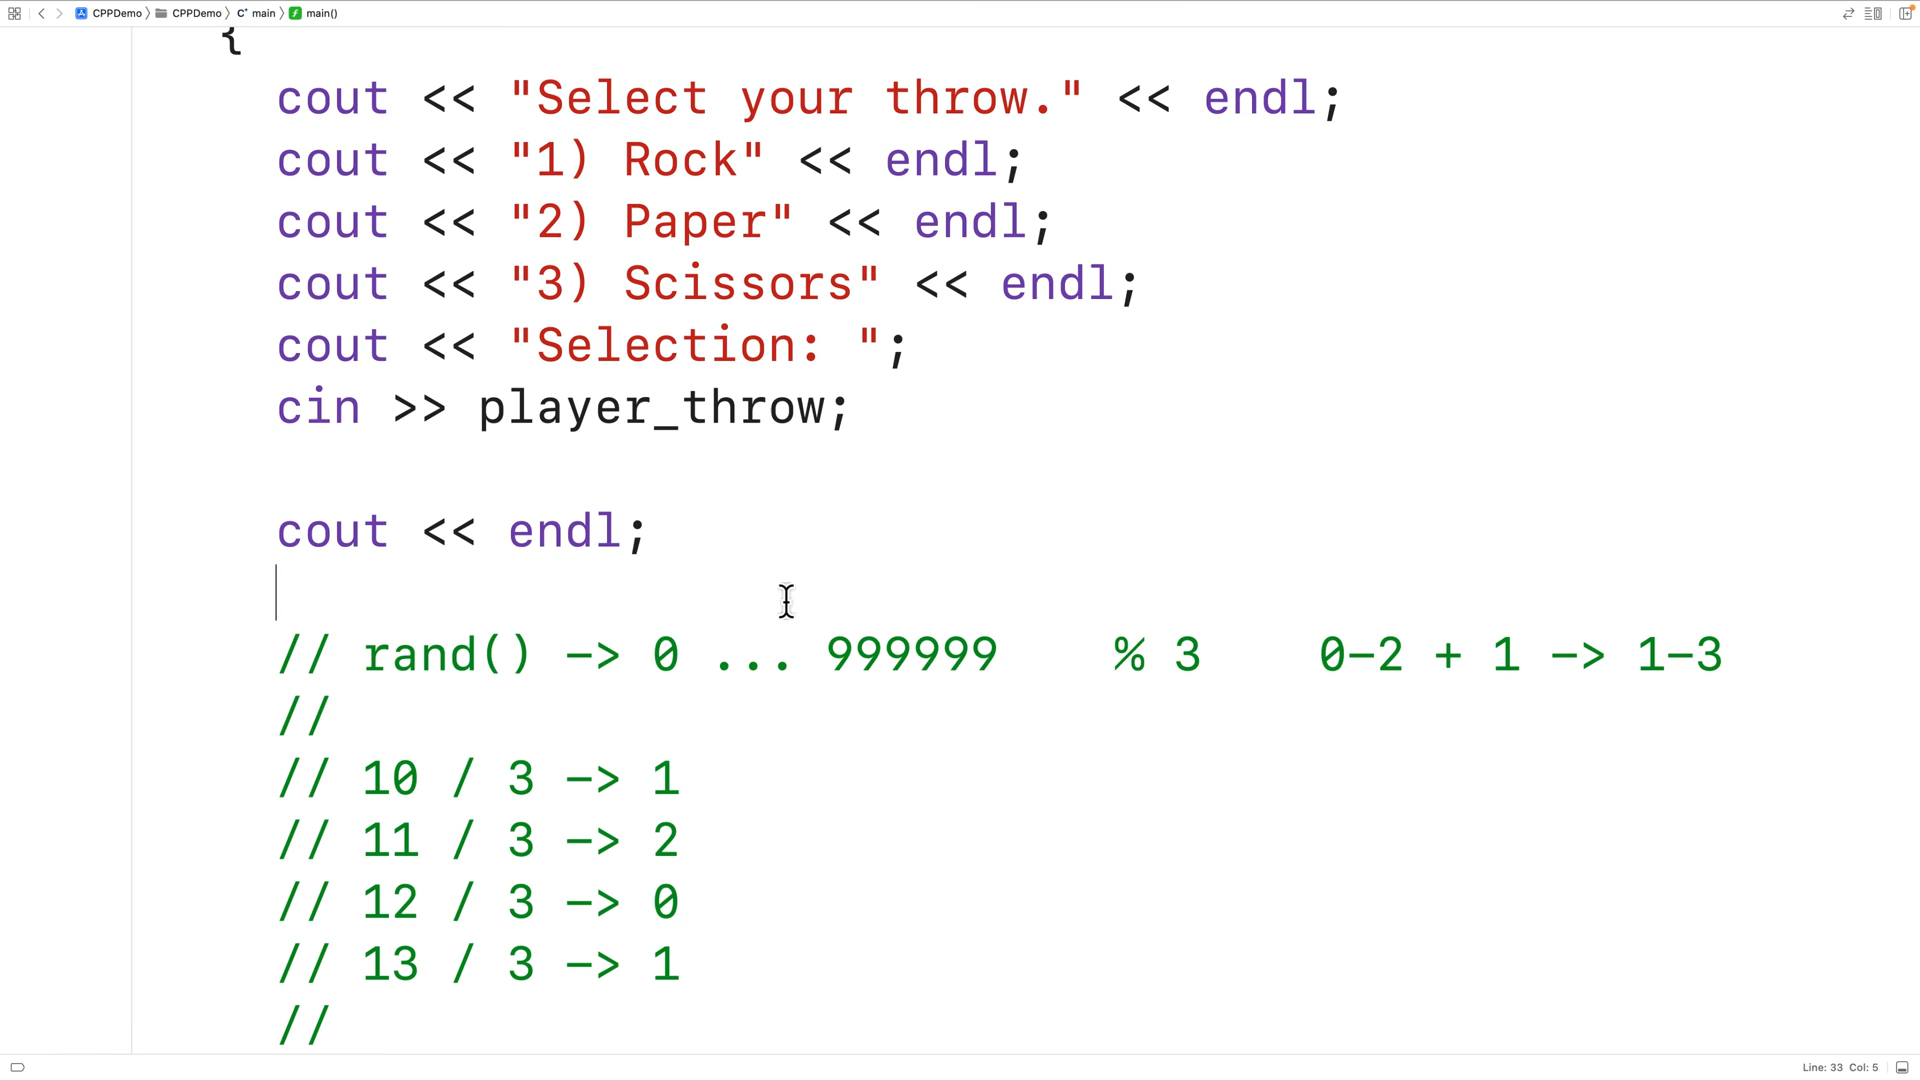 CPPDemo CPPDemo C+ main f main()
{
cout << "Select your throw." << endl;
cout << "1) Rock" << endl;
cout << "2) Paper" << endl;
cout << "3) Scissors" << endl;
cout << "Selection: ";
cin >> player_throw;
cout << endl;
// rand() -> 0 ... 999999    % 3    0-2 + 1 -> 1-3
//
// 10 / 3 -> 1
// 11 / 3 -> 2
// 12 / 3 -> 0
// 13 / 3 -> 1
//
Line: 33 Col: 5